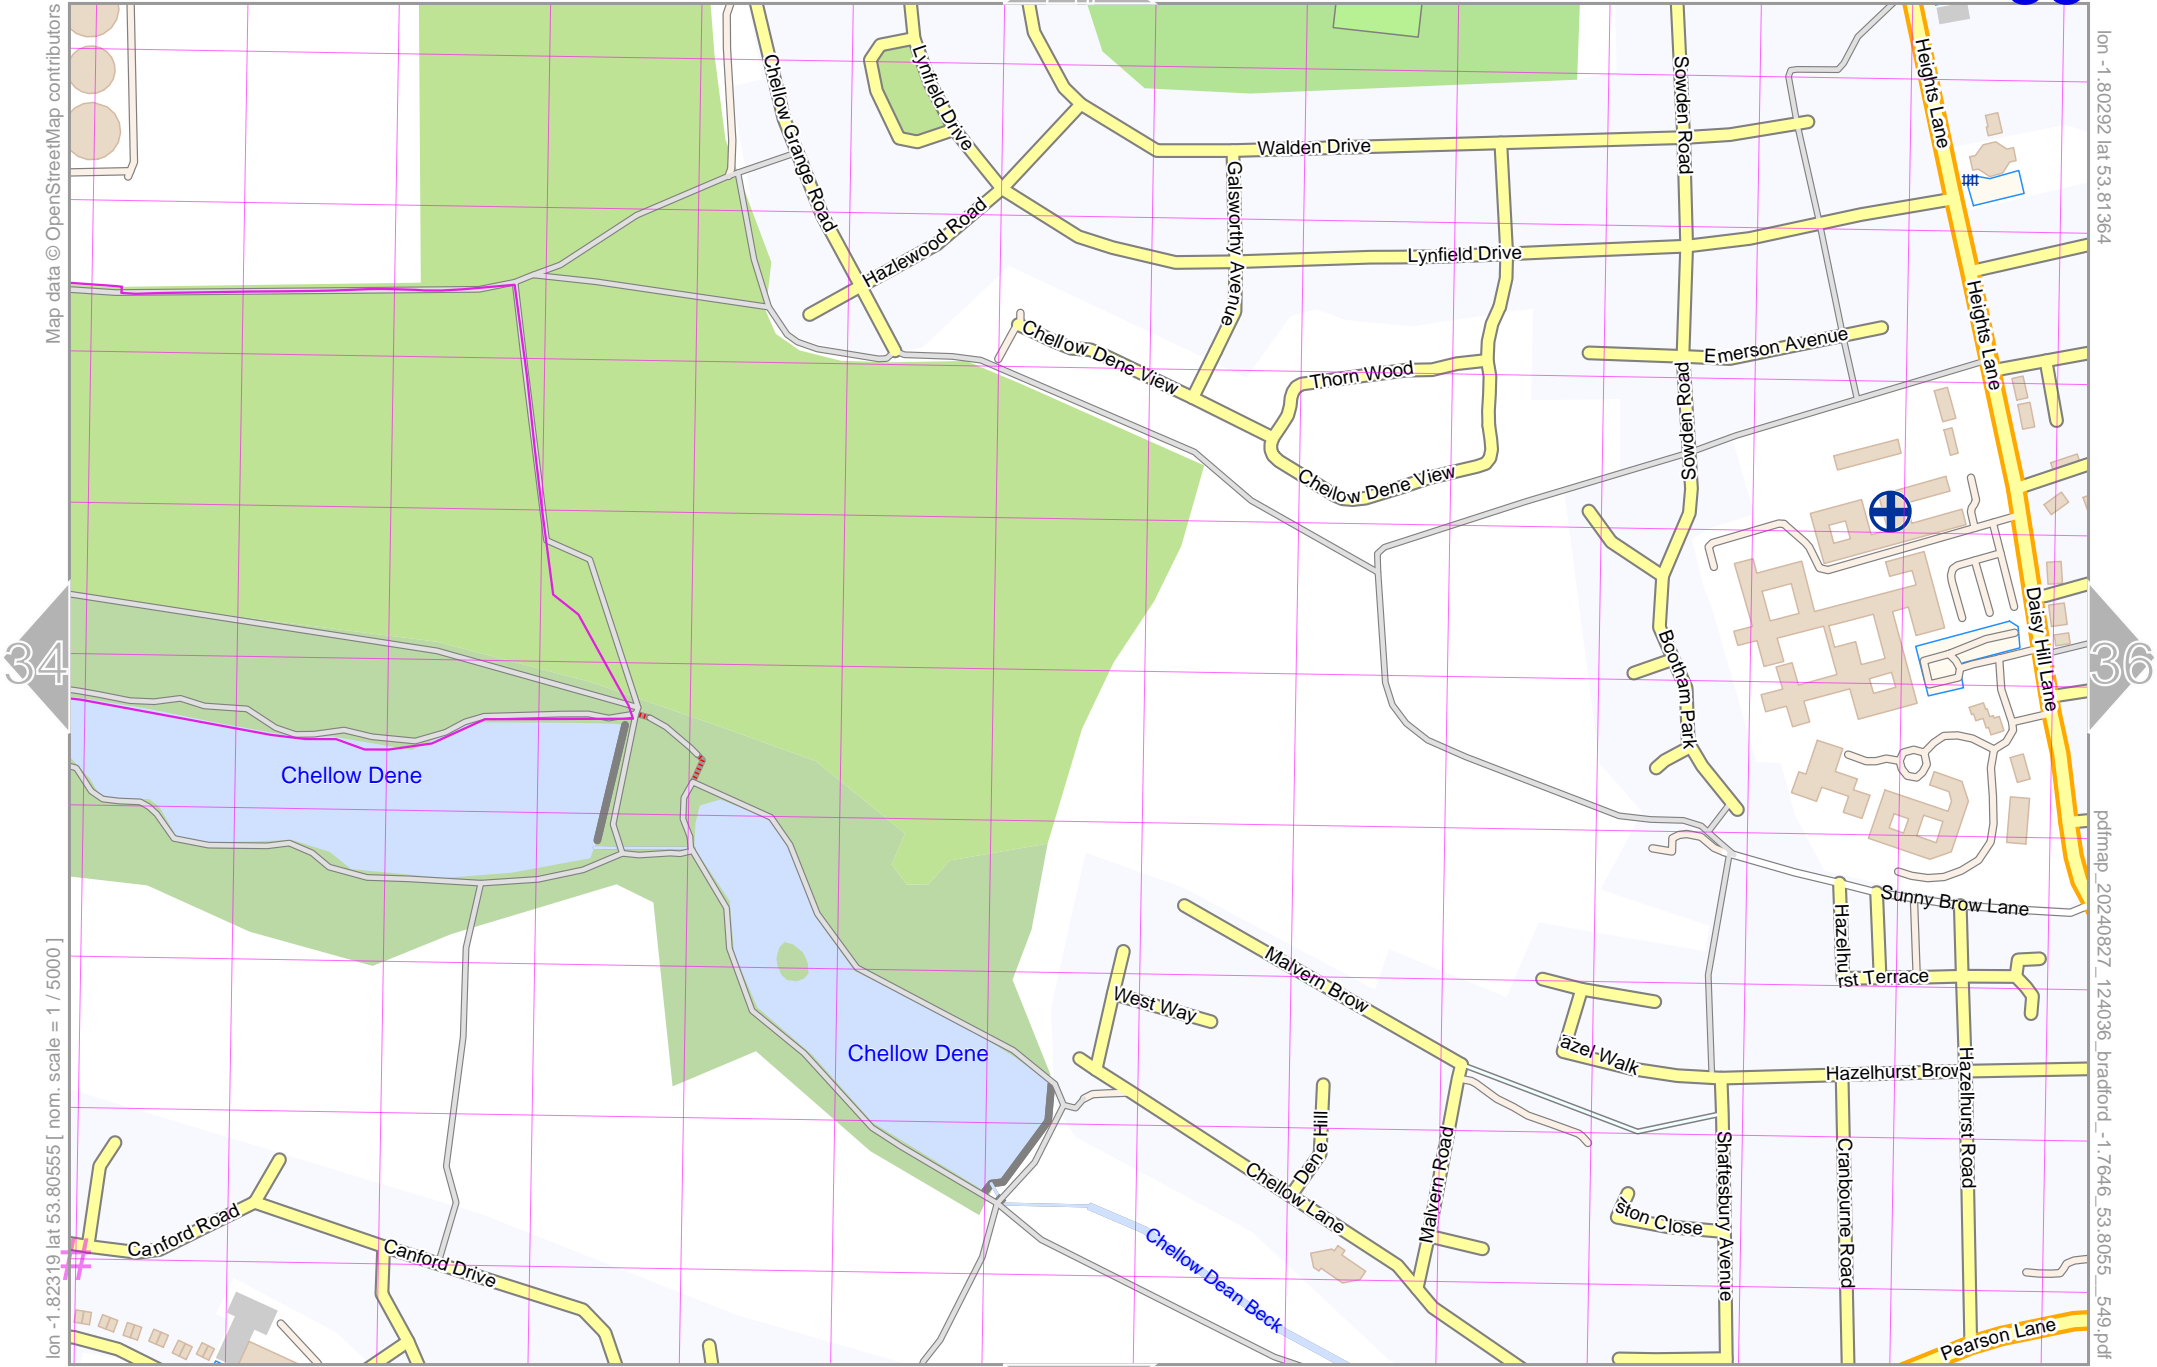 Map data © OpenStreetMap contributors
lon -1.82319 lat 53.80555 [ nom. scale = 1 / 5000 ]
lon -1.80292 lat 53.81364
pdfmap_20240827_124036_bradford_-1.7646_53.8055__549.pdf
34
36
Chellow Grange Road
Lynfield Drive
Hazlewood Road
Walden Drive
Galsworthy Avenue
Lynfield Drive
Sowden Road
Heights Lane
Heights Lane
Chellow Dene View
Thorn Wood
Chellow Dene View
Emerson Avenue
Sowden Road
Bootham Park
Daisy Hill Lane
Chellow Dene
Chellow Dene
Sunny Brow Lane
Hazelhurst Terrace
Malvern Brow
West Way
azel Walk
Hazelhurst Brow
Hazelhurst Road
Dene Hill
Chellow Lane
Malvern Road
Shaftesbury Avenue
Cranbourne Road
ston Close
Canford Road
Canford Drive
Chellow Dean Beck
Pearson Lane
#